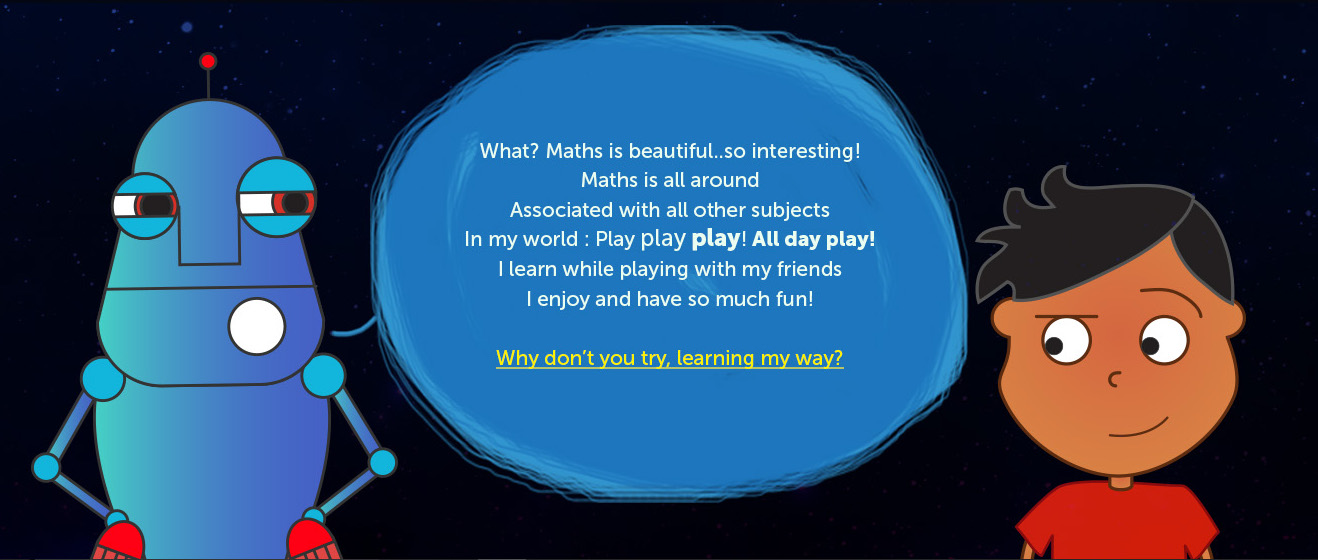 What? Maths is beautiful..so interesting!
Maths is all around
Associated with all other subjects
In my world : Play play play! All day play!
I learn while playing with my friends
I enjoy and have so much fun!
Why don't you try, learning my way?